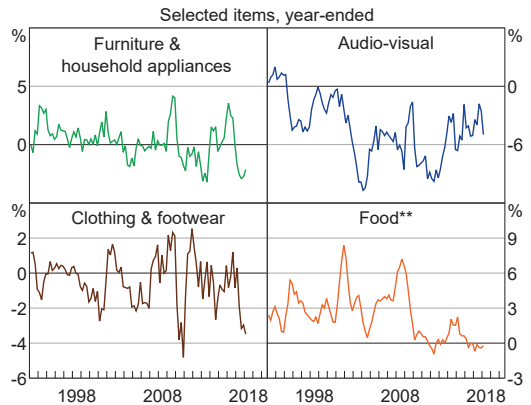 Selected items, year-ended
% %
Furniture & household appliances
Audio-visual
5 0
0 -6
% %
Clothing & footwear
Food**
2 9
0 6
-2 3
-4 0
-6 -3
1998 2008 2018 1998 2008 2018